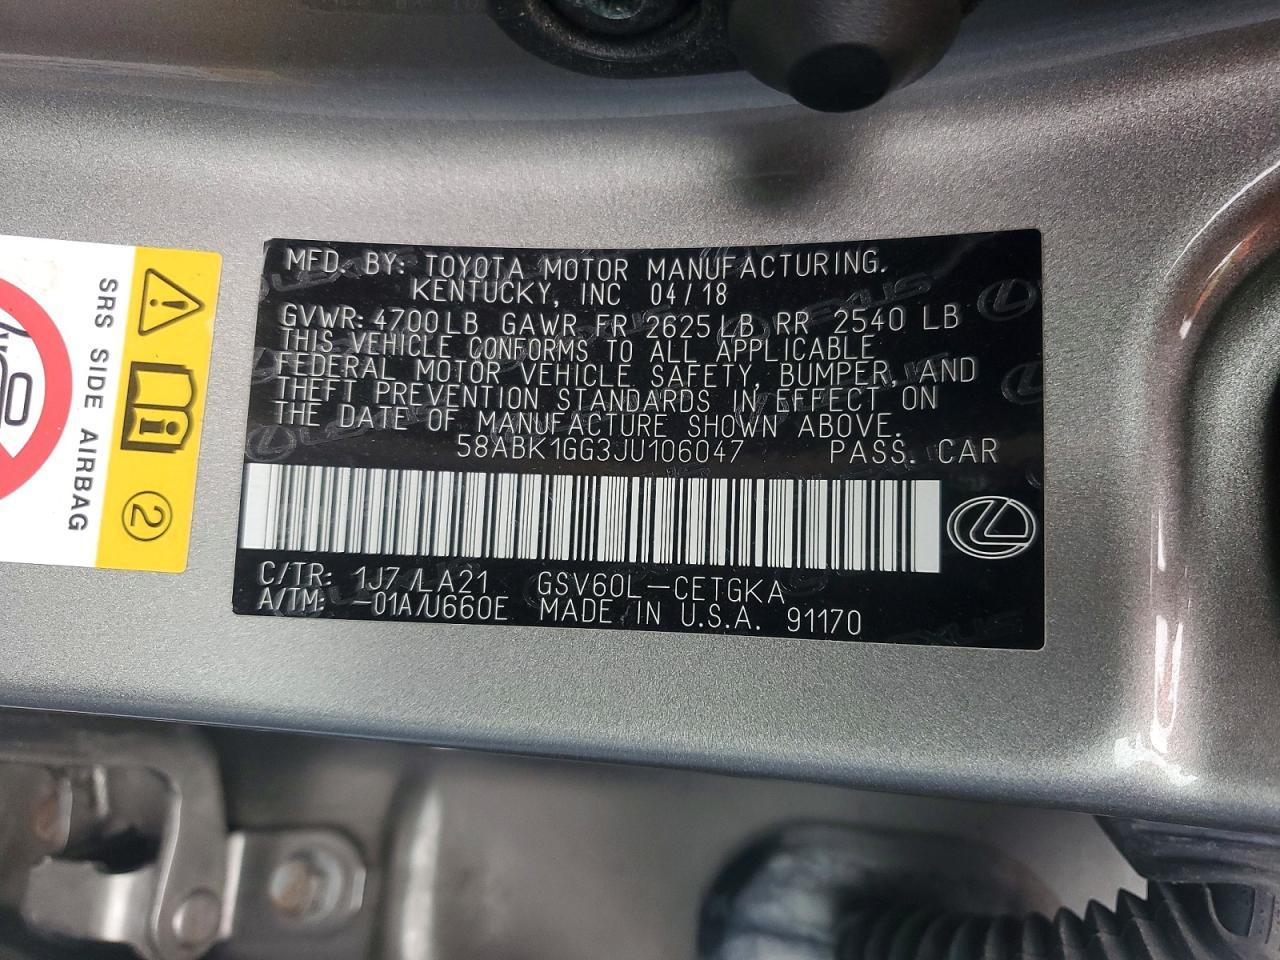 MFD. BY: TOYOTA MOTOR MANUFACTURING.
KENTUCKY, INC 04/18
GVWR: 4700LB GAWR FR 2625LB RR 2540 LB
THIS VEHICLE CONFORMS TO ALL APPLICABLE
FEDERAL MOTOR VEHICLE SAFETY, BUMPER, AND
THEFT PREVENTION STANDARDS IN EFFECT ON
THE DATE OF MANUFACTURE SHOWN ABOVE.
58ABK1GG3JU106047 PASS. CAR
C/TR: 1J7/LA21 GSV60L-CETGKA
A/TM: -01A/U660E MADE IN U.S.A. 91170
SRS SIDE AIRBAG
2